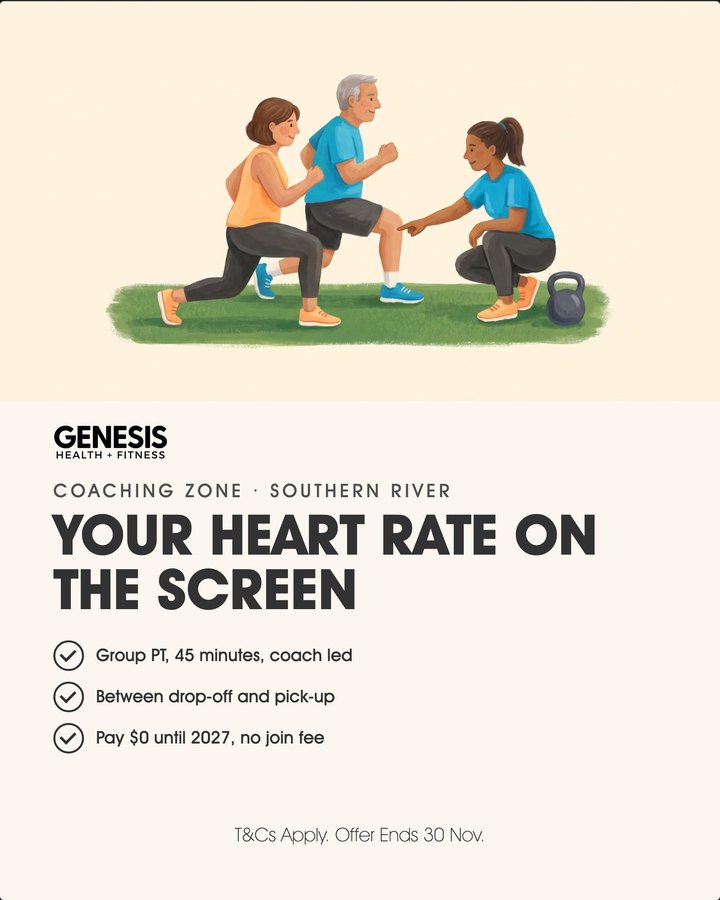 GENESIS
HEALTH + FITNESS
COACHING ZONE · SOUTHERN RIVER
YOUR HEART RATE ON
THE SCREEN
Group PT, 45 minutes, coach led
Between drop-off and pick-up
Pay $0 until 2027, no join fee
T&Cs Apply. Offer Ends 30 Nov.